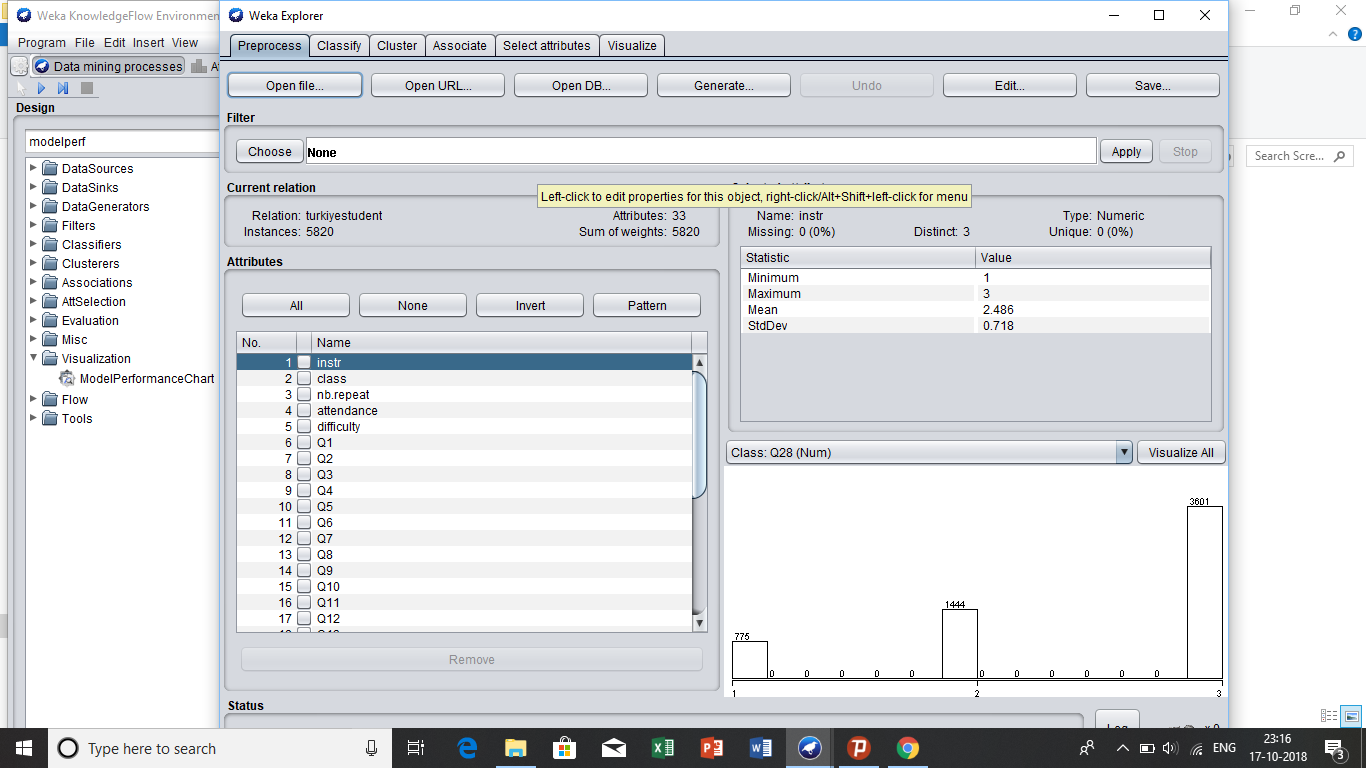 Weka KnowledgeFlow Environmen
Program File Edit Insert View
Data mining processes
Design
modelperf
DataSources
DataSinks
DataGenerators
Filters
Classifiers
Clusterers
Associations
AttSelection
Evaluation
Misc
Visualization
ModelPerformanceChart
Flow
Tools
Weka Explorer
Preprocess Classify Cluster Associate Select attributes Visualize
Open file... Open URL... Open DB... Generate... Undo Edit... Save...
Filter
Choose None Apply Stop
Left-click to edit properties for this object, right-click/Alt+Shift+left-click for menu
Current relation
Relation: turkiyestudent Attributes: 33
Instances: 5820 Sum of weights: 5820
Attributes
All None Invert Pattern
No. Name
1 instr
2 class
3 nb.repeat
4 attendance
5 difficulty
6 Q1
7 Q2
8 Q3
9 Q4
10 Q5
11 Q6
12 Q7
13 Q8
14 Q9
15 Q10
16 Q11
17 Q12
Remove
Status
Name: instr Type: Numeric
Missing: 0 (0%) Distinct: 3 Unique: 0 (0%)
Statistic Value
Minimum 1
Maximum 3
Mean 2.486
StdDev 0.718
Class: Q28 (Num) Visualize All
3601
1444
775
0 0 0 0 0 0 0 0 0 0 0
1 2 3
Search Scre...
Type here to search
ENG
23:16
17-10-2018
3